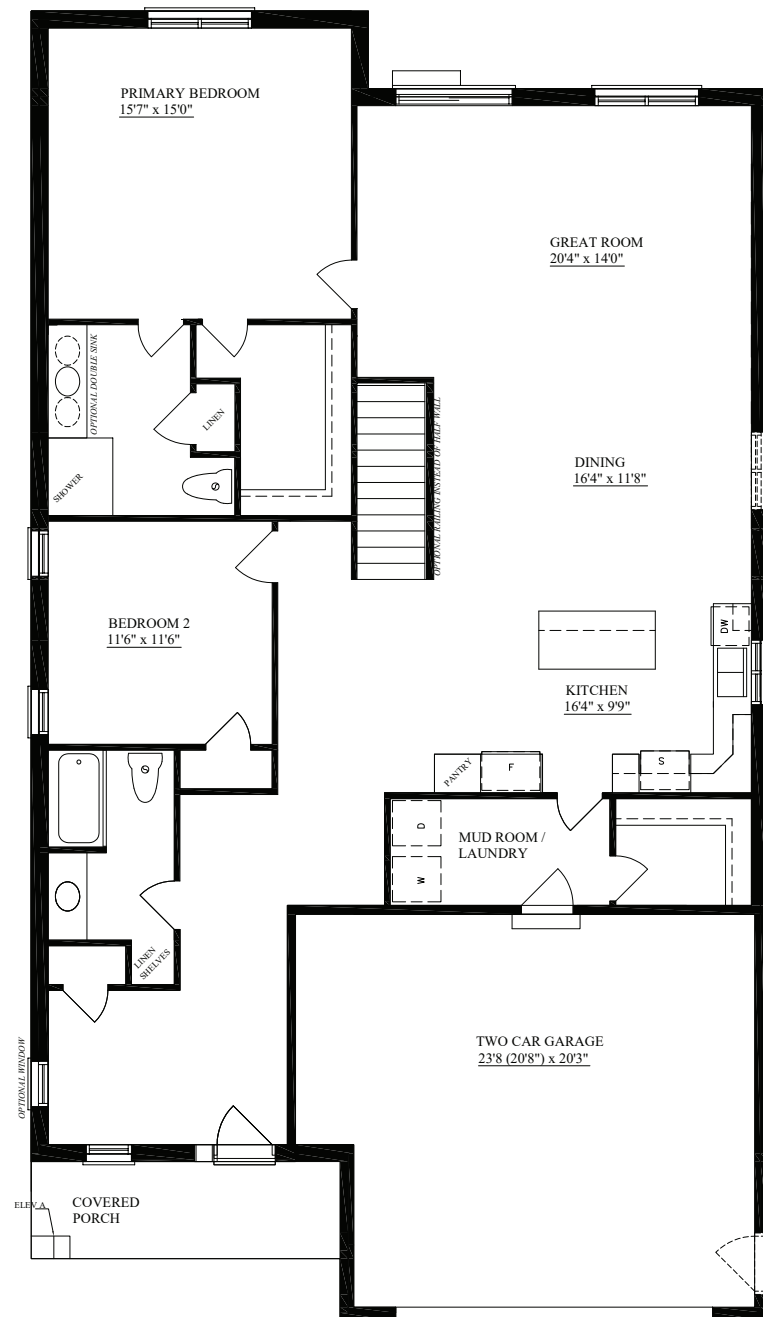 PRIMARY BEDROOM
15'7" x 15'0"
GREAT ROOM
20'4" x 14'0"
OPTIONAL DOUBLE SINK
LINEN
SHOWER
OPTIONAL RAILING INSTEAD OF HALF WALL
DINING
16'4" x 11'8"
BEDROOM 2
11'6" x 11'6"
DW
KITCHEN
16'4" x 9'9"
PANTRY
F
S
D
W
MUD ROOM /
LAUNDRY
LINEN
SHELVES
OPTIONAL WINDOW
TWO CAR GARAGE
23'8 (20'8") x 20'3"
COVERED
PORCH
ELEV.A